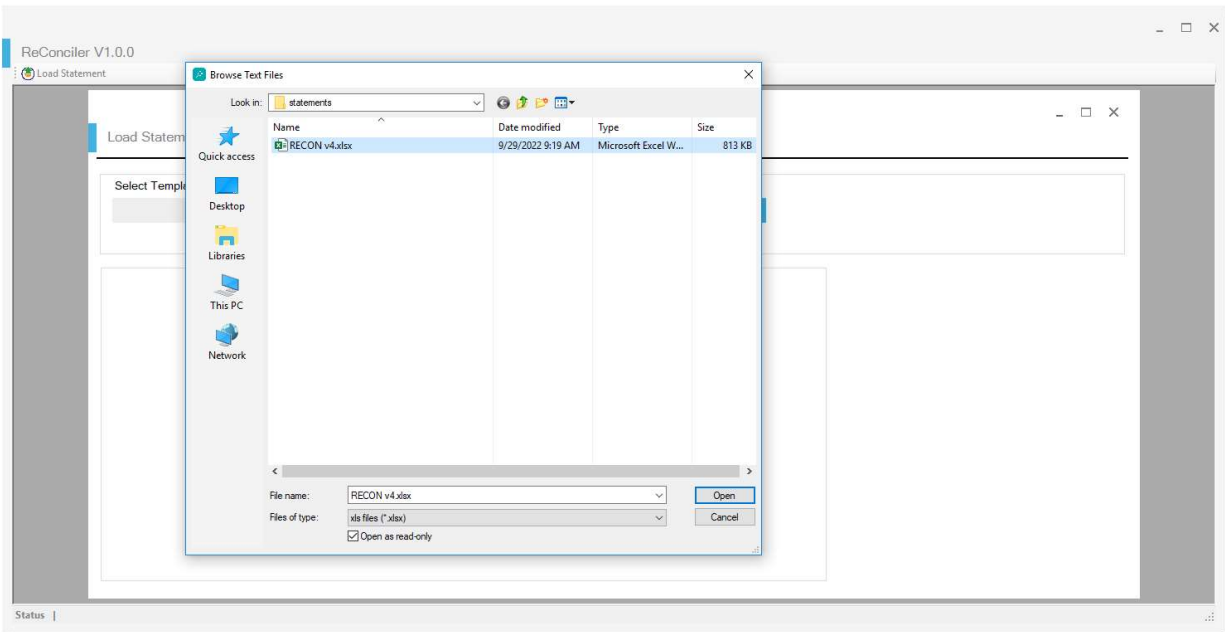 ReConciler V1.0.0
Load Statement
Browse Text Files
Look in: statements
Name Date modified Type Size
RECON v4.xlsx 9/29/2022 9:19 AM Microsoft Excel W... 813 KB
Quick access
Desktop
Libraries
This PC
Network
Load Statem
Select Templa
File name: RECON v4.xlsx Open
Files of type: xls files (*.xlsx) Cancel
Open as read-only
Status |